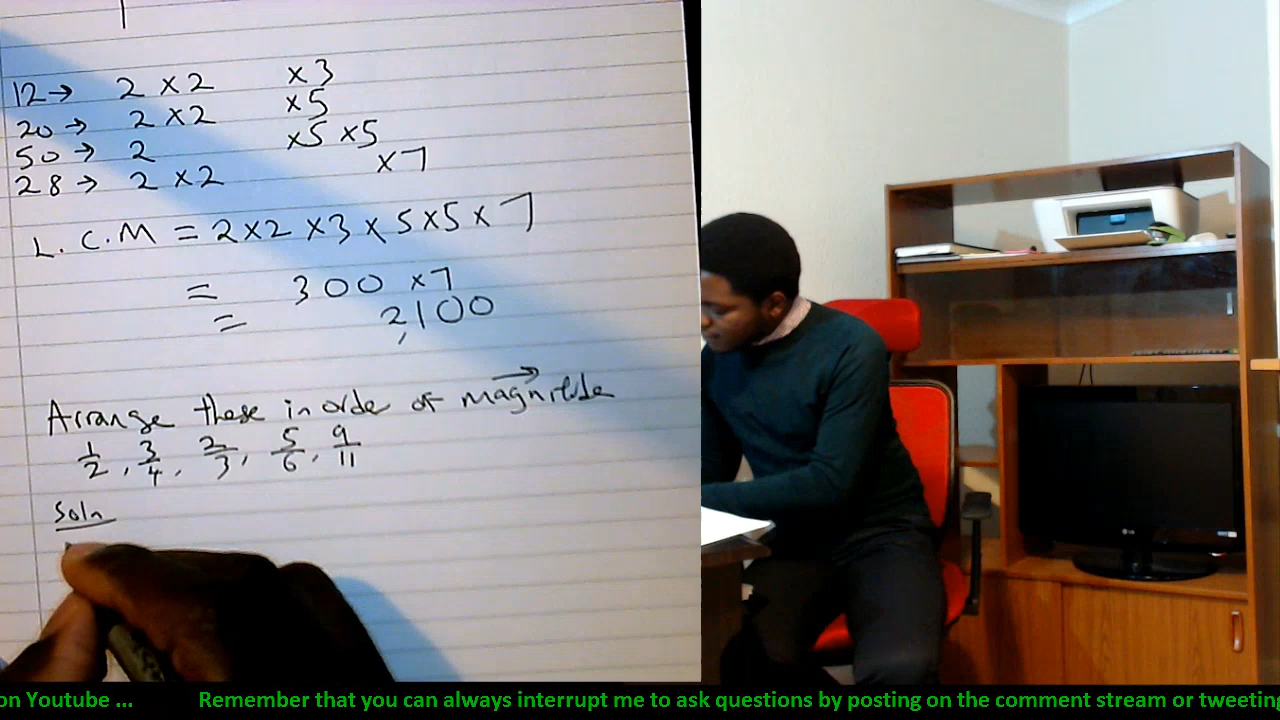 12→ 2 × 2 × 3
20→ 2 × 2 × 5
50→ 2 × 5 × 5
28→ 2 × 2 × 7
L.C.M = 2×2 × 3 × 5 × 5 × 7
= 300 × 7
= 2,100
Arrange these in order of magnitude
1/2, 3/4, 2/3, 5/6, 9/11
Soln
on Youtube ... Remember that you can always interrupt me to ask questions by posting on the comment stream or tweeting